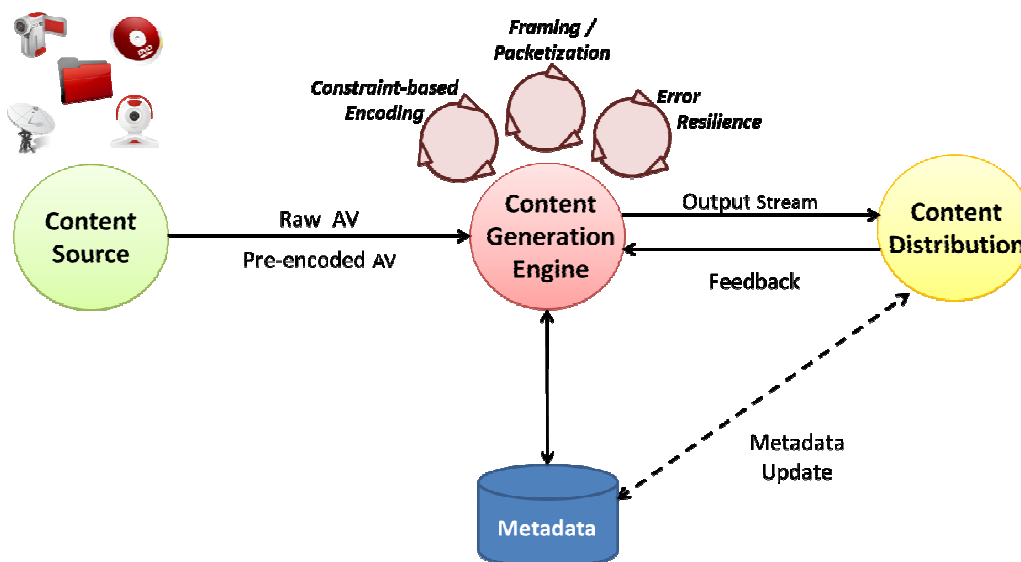 Framing /
Packetization
Constraint-based
Encoding
Error
Resilience
DVD
Content
Source
Raw AV
Pre-encoded AV
Content
Generation
Engine
Output Stream
Feedback
Content
Distribution
Metadata
Update
Metadata